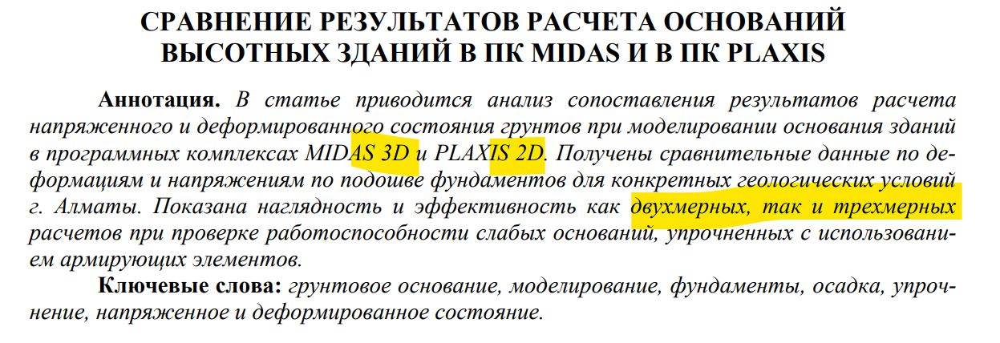 СРАВНЕНИЕ РЕЗУЛЬТАТОВ РАСЧЕТА ОСНОВАНИЙ
ВЫСОТНЫХ ЗДАНИЙ В ПК MIDAS И В ПК PLAXIS
Аннотация. В статье приводится анализ сопоставления результатов расчета
напряженного и деформированного состояния грунтов при моделировании основания зданий
в программных комплексах MIDAS 3D и PLAXIS 2D. Получены сравнительные данные по де-
формациям и напряжениям по подошве фундаментов для конкретных геологических условий
г. Алматы. Показана наглядность и эффективность как двухмерных, так и трехмерных
расчетов при проверке работоспособности слабых оснований, упрочненных с использовани-
ем армирующих элементов.
Ключевые слова: грунтовое основание, моделирование, фундаменты, осадка, упроч-
нение, напряженное и деформированное состояние.